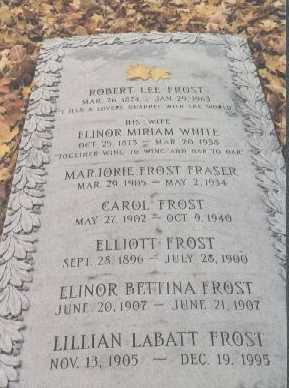 ROBERT LEE FROST
MAR. 26, 1874 – JAN. 29, 1963
"I HAD A LOVER'S QUARREL WITH THE WORLD"
HIS WIFE
ELINOR MIRIAM WHITE
OCT. 25, 1873 – MAR. 20, 1938
"TOGETHER WING TO WING AND OAR TO OAR"
MARJORIE FROST FRASER
MAR. 29, 1905 – MAY 2, 1934
CAROL FROST
MAY 27, 1902 – OCT. 9, 1940
ELLIOTT FROST
SEPT. 28, 1896 – JULY 28, 1900
ELINOR BETTINA FROST
JUNE 20, 1907 – JUNE 21, 1907
LILLIAN LABATT FROST
NOV. 13, 1905 – DEC. 19, 1995